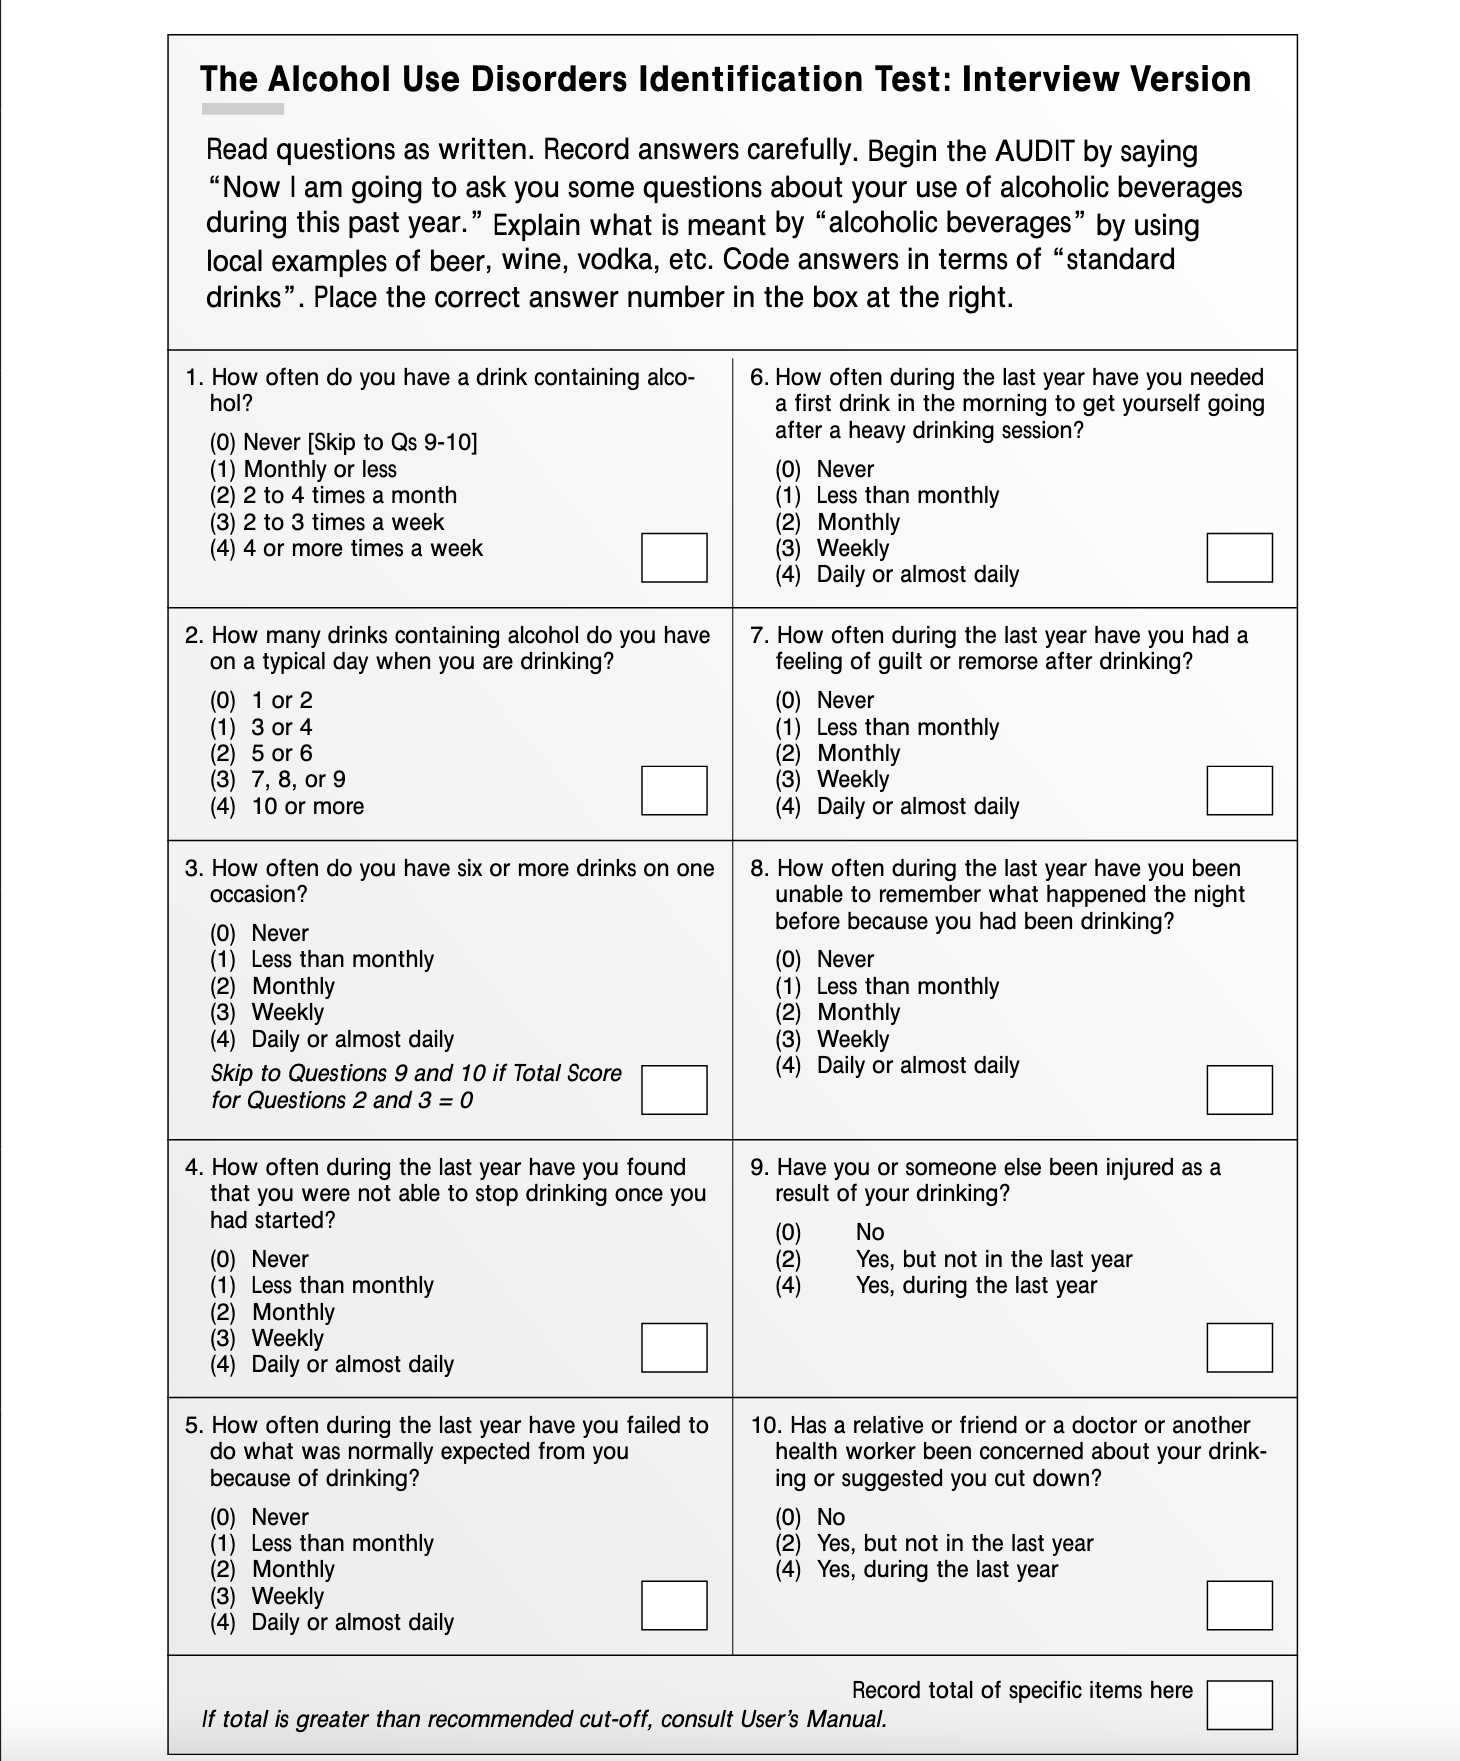 The Alcohol Use Disorders Identification Test: Interview Version
Read questions as written. Record answers carefully. Begin the AUDIT by saying
“Now I am going to ask you some questions about your use of alcoholic beverages
during this past year.” Explain what is meant by “alcoholic beverages” by using
local examples of beer, wine, vodka, etc. Code answers in terms of “standard
drinks”. Place the correct answer number in the box at the right.
1. How often do you have a drink containing alco-
hol?
(0) Never [Skip to Qs 9-10]
(1) Monthly or less
(2) 2 to 4 times a month
(3) 2 to 3 times a week
(4) 4 or more times a week
2. How many drinks containing alcohol do you have
on a typical day when you are drinking?
(0) 1 or 2
(1) 3 or 4
(2) 5 or 6
(3) 7, 8, or 9
(4) 10 or more
3. How often do you have six or more drinks on one
occasion?
(0) Never
(1) Less than monthly
(2) Monthly
(3) Weekly
(4) Daily or almost daily
Skip to Questions 9 and 10 if Total Score
for Questions 2 and 3 = 0
4. How often during the last year have you found
that you were not able to stop drinking once you
had started?
(0) Never
(1) Less than monthly
(2) Monthly
(3) Weekly
(4) Daily or almost daily
5. How often during the last year have you failed to
do what was normally expected from you
because of drinking?
(0) Never
(1) Less than monthly
(2) Monthly
(3) Weekly
(4) Daily or almost daily
6. How often during the last year have you needed
a first drink in the morning to get yourself going
after a heavy drinking session?
(0) Never
(1) Less than monthly
(2) Monthly
(3) Weekly
(4) Daily or almost daily
7. How often during the last year have you had a
feeling of guilt or remorse after drinking?
(0) Never
(1) Less than monthly
(2) Monthly
(3) Weekly
(4) Daily or almost daily
8. How often during the last year have you been
unable to remember what happened the night
before because you had been drinking?
(0) Never
(1) Less than monthly
(2) Monthly
(3) Weekly
(4) Daily or almost daily
9. Have you or someone else been injured as a
result of your drinking?
(0) No
(2) Yes, but not in the last year
(4) Yes, during the last year
10. Has a relative or friend or a doctor or another
health worker been concerned about your drink-
ing or suggested you cut down?
(0) No
(2) Yes, but not in the last year
(4) Yes, during the last year
Record total of specific items here
If total is greater than recommended cut-off, consult User’s Manual.